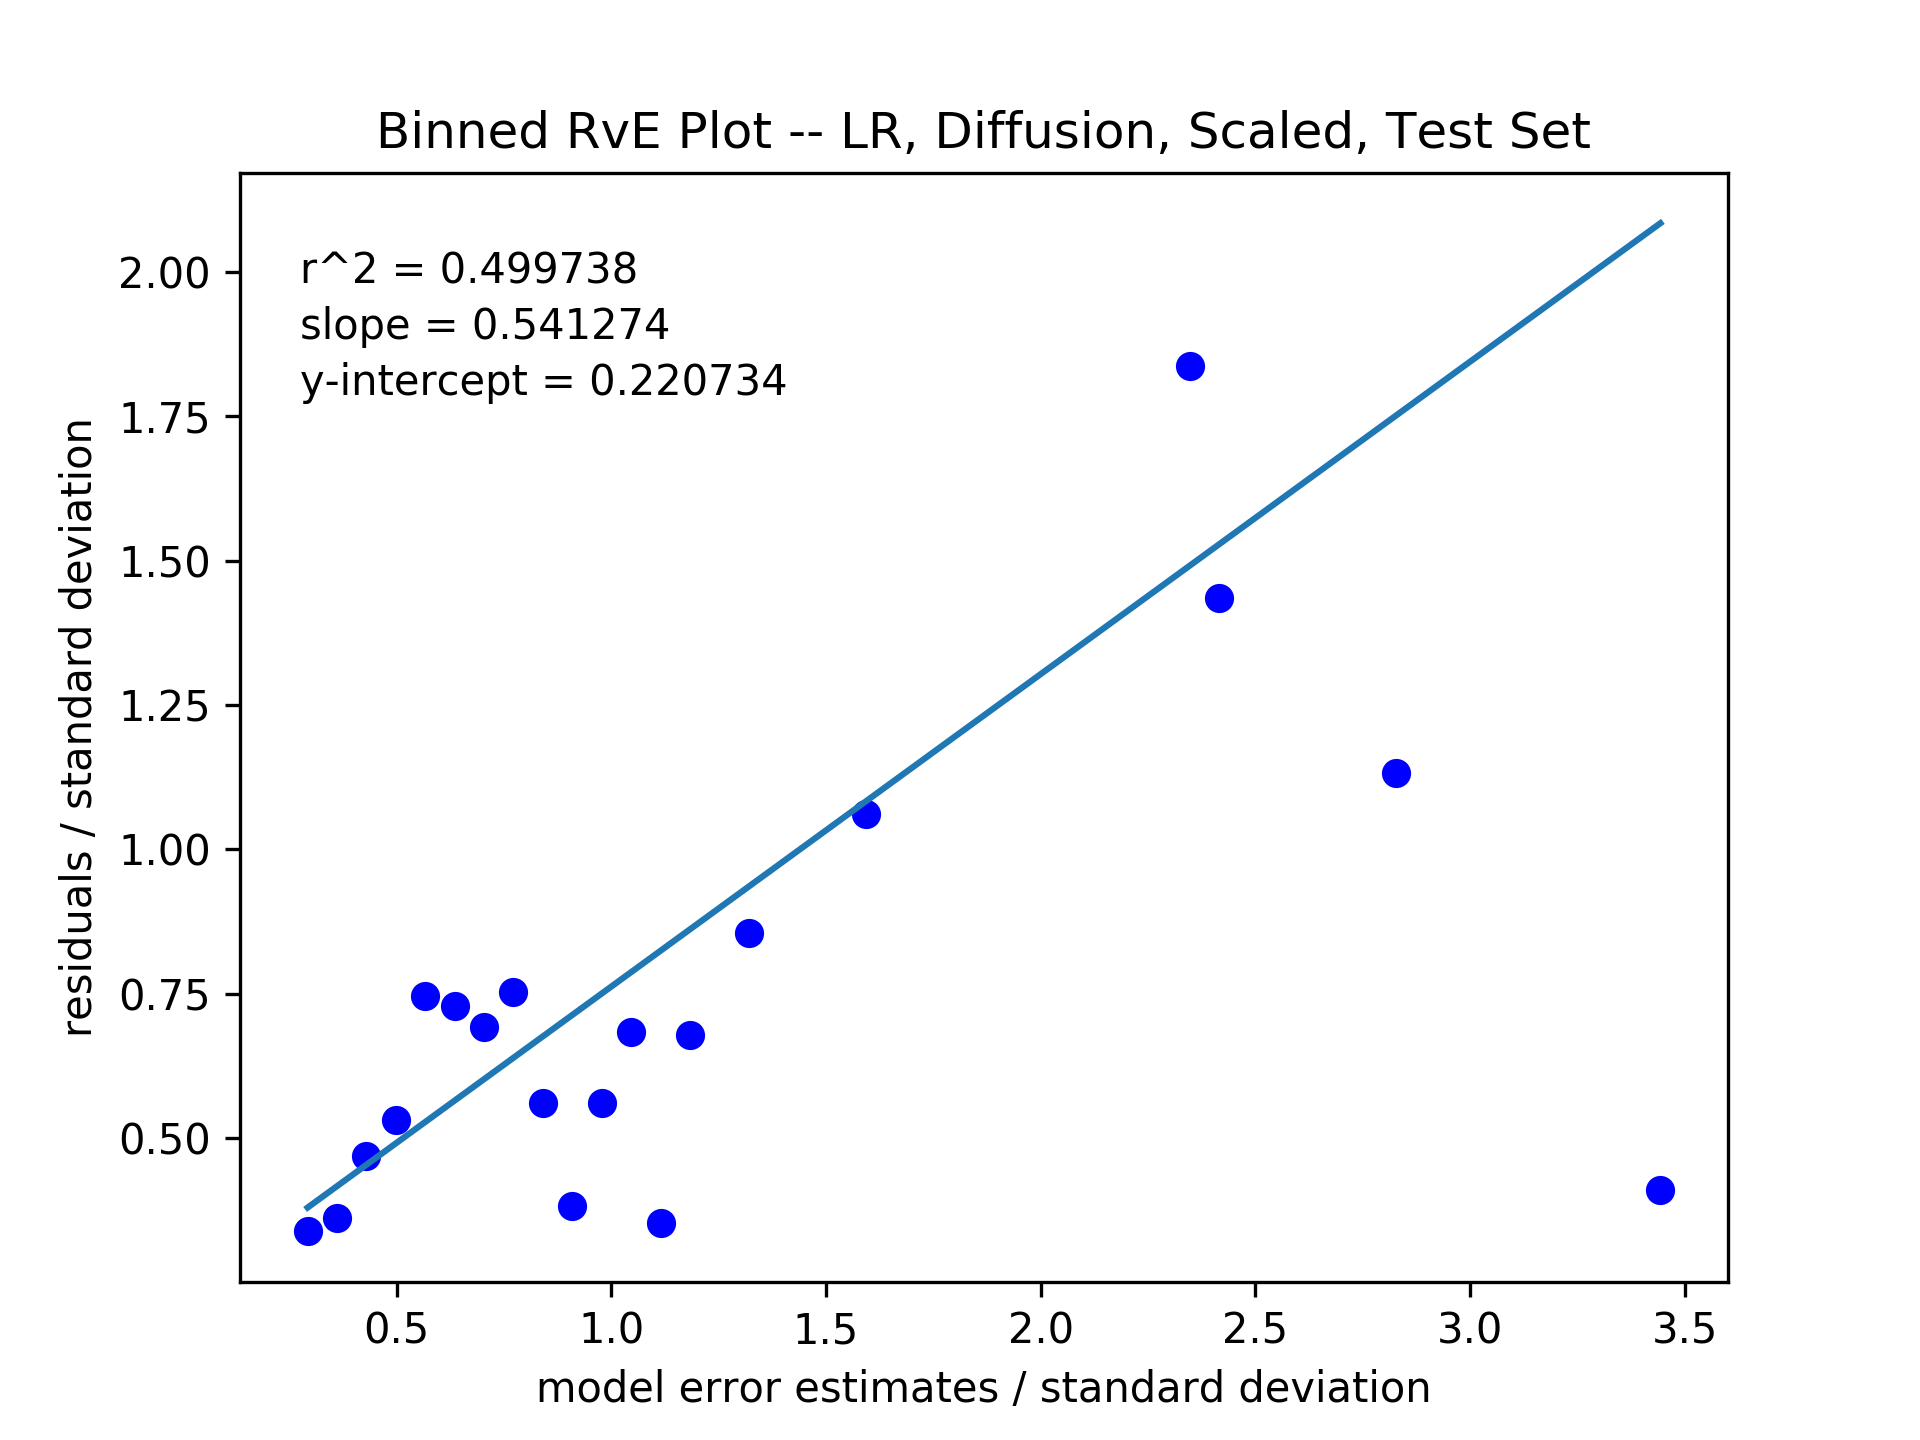 Binned RvE Plot -- LR, Diffusion, Scaled, Test Set
r^2 = 0.499738
slope = 0.541274
y-intercept = 0.220734
residuals / standard deviation
2.00
1.75
1.50
1.25
1.00
0.75
0.50
0.5 1.0 1.5 2.0 2.5 3.0 3.5
model error estimates / standard deviation